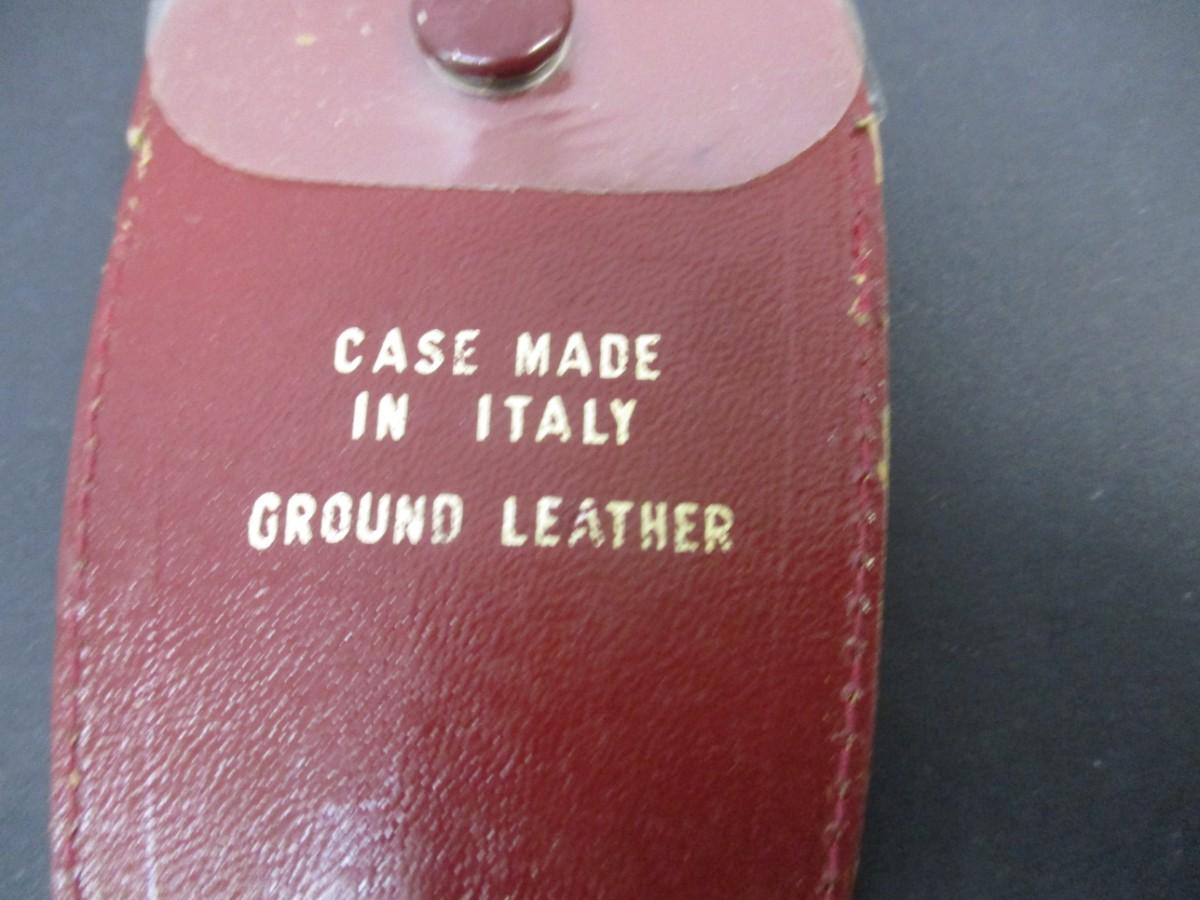 CASE MADE
IN ITALY
GROUND LEATHER